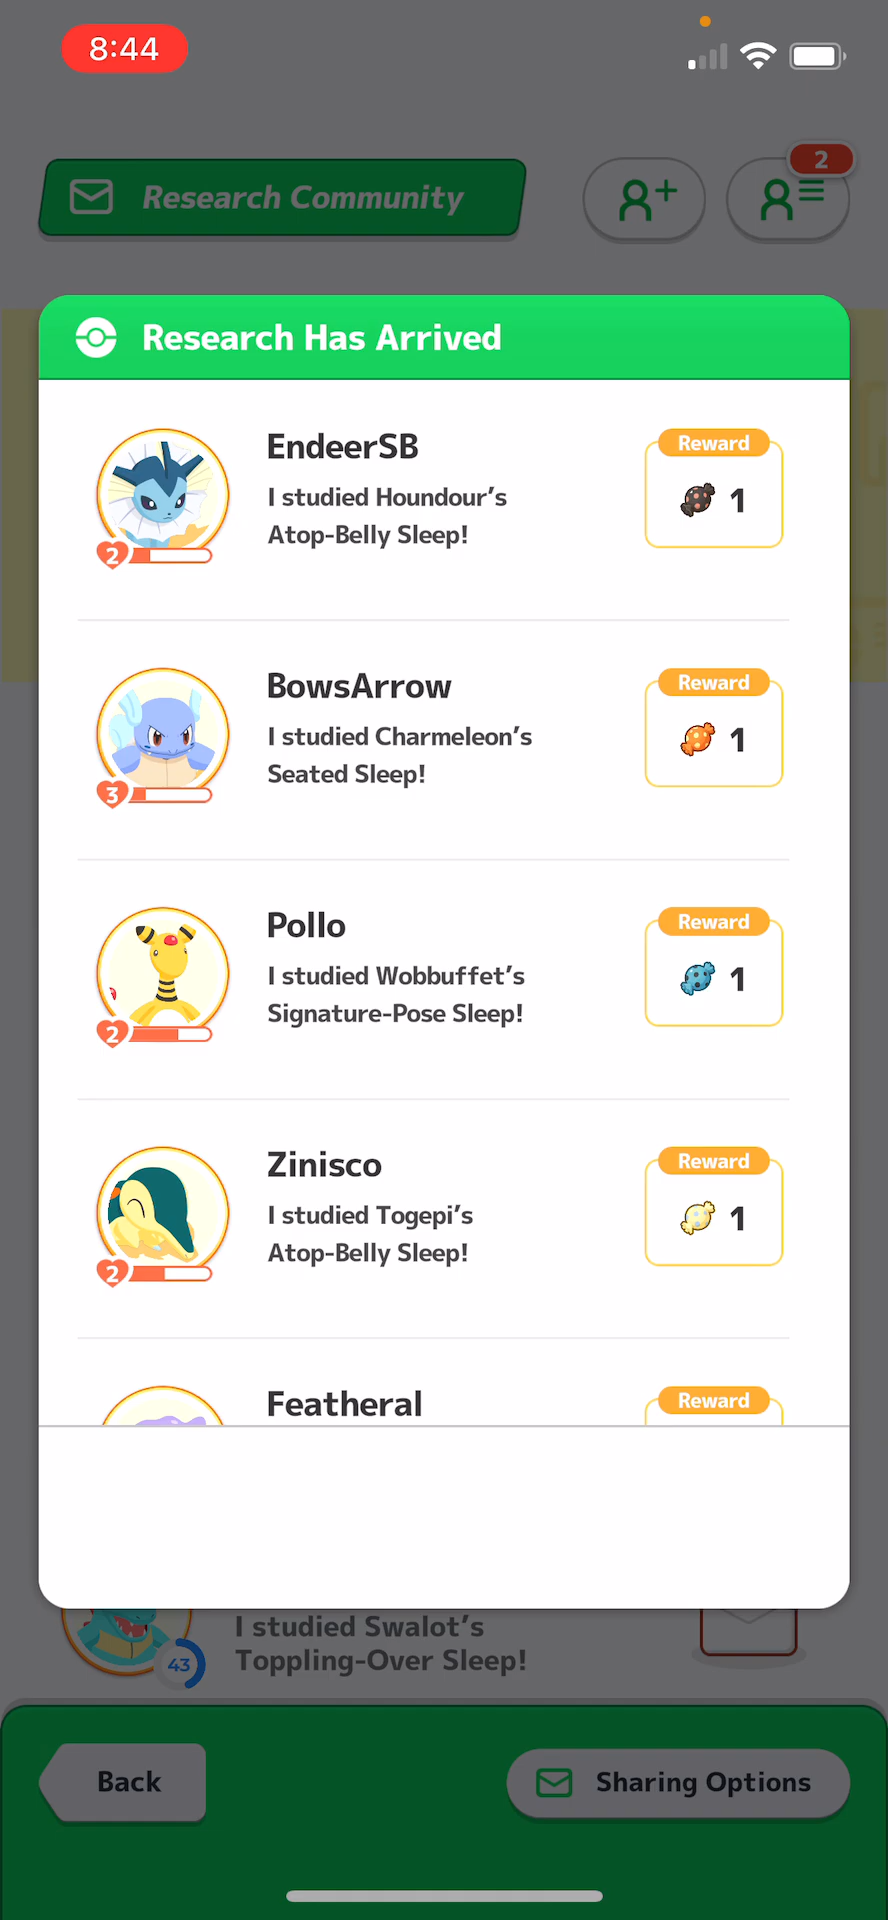 8:44
2
Research Community
Research Has Arrived
EndeerSB
Reward
I studied Houndour's
Atop-Belly Sleep!
1
2
BowsArrow
Reward
I studied Charmeleon's
Seated Sleep!
1
3
Pollo
Reward
I studied Wobbuffet's
Signature-Pose Sleep!
1
2
Zinisco
Reward
I studied Togepi's
Atop-Belly Sleep!
1
2
Featheral
Reward
I studied Swalot's
Toppling-Over Sleep!
43
Back
Sharing Options